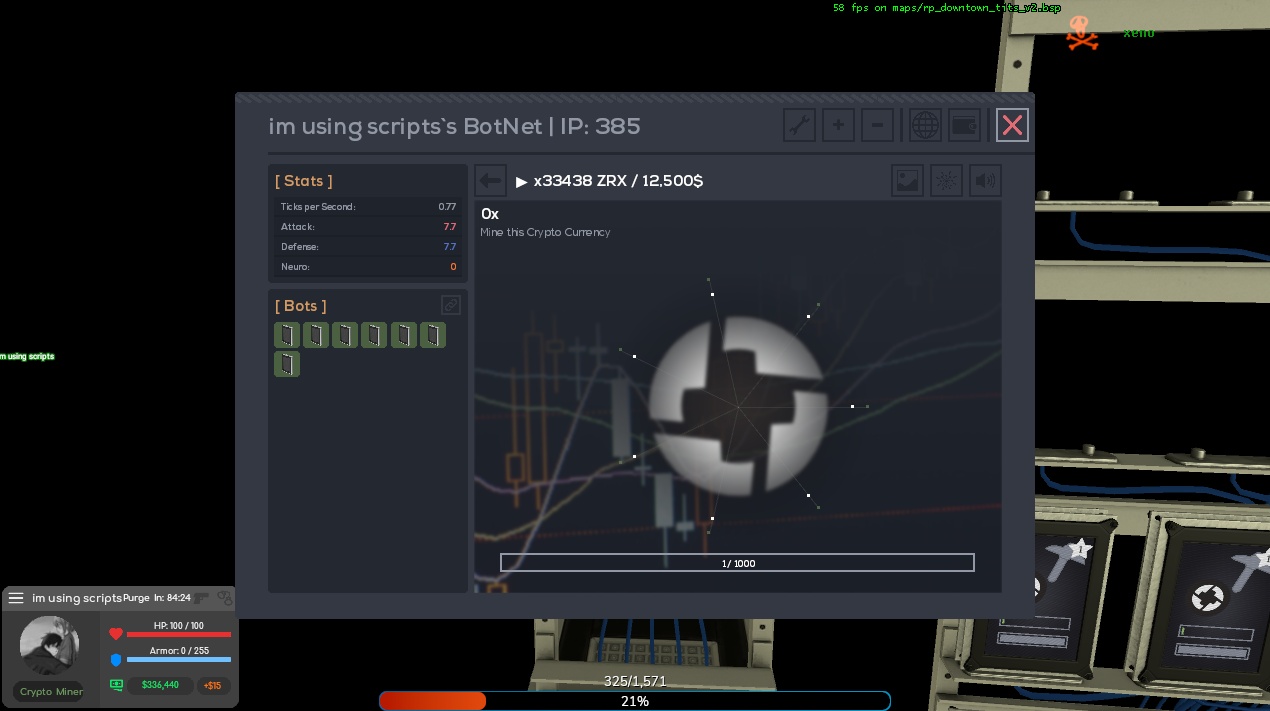 58 fps on maps/rp_downtown_tits_v2.bsp
xeno
im using scripts`s BotNet | IP: 385
[ Stats ]
Ticks per Second: 0.77
Attack: 7.7
Defense: 7.7
Neuro: 0
[ Bots ]
▶ x33438 ZRX / 12,500$
0x
Mine this Crypto Currency
1 / 1000
m using scripts
im using scripts Purge In: 84:24
HP: 100 / 100
Armor: 0 / 255
$336,440 +$15
Crypto Miner
325/1,571
21%
1
1